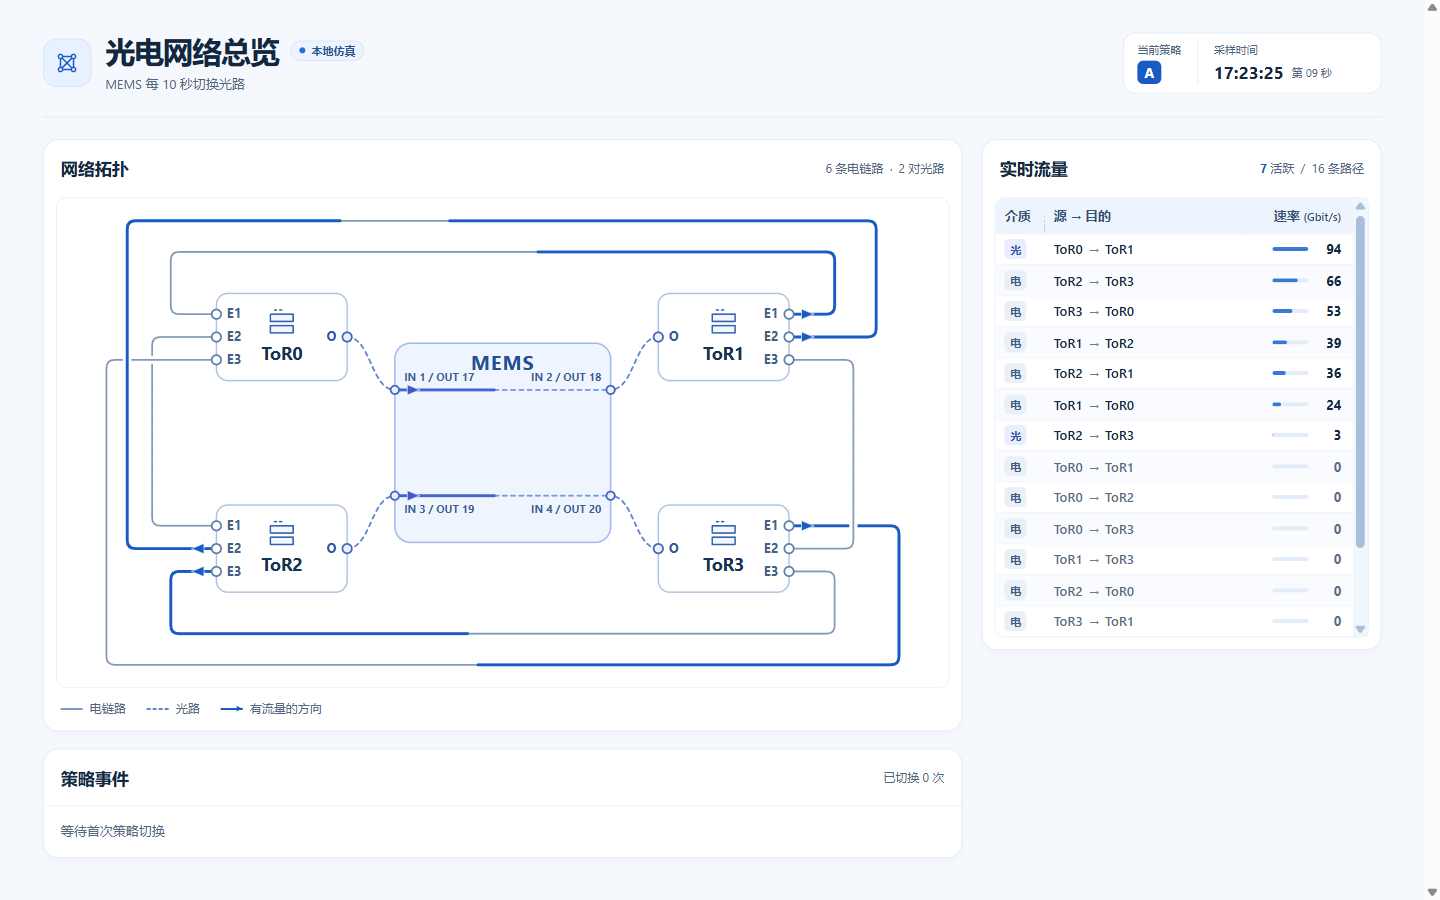 光电网络总览 本地仿真
MEMS 每 10 秒切换光路
当前策略
A
采样时间
17:23:25 第 09 秒
网络拓扑
6 条电链路 · 2 对光路
E1
E2
E3
O
ToR0
O
ToR1
E1
E2
E3
MEMS
IN 1 / OUT 17
IN 2 / OUT 18
IN 3 / OUT 19
IN 4 / OUT 20
E1
E2
E3
O
ToR2
O
ToR3
E1
E2
E3
电链路
光路
有流量的方向
实时流量
7 活跃 / 16 条路径
介质 源 → 目的 速率 (Gbit/s)
光 ToR0 → ToR1 94
电 ToR2 → ToR3 66
电 ToR3 → ToR0 53
电 ToR1 → ToR2 39
电 ToR2 → ToR1 36
电 ToR1 → ToR0 24
光 ToR2 → ToR3 3
电 ToR0 → ToR1 0
电 ToR0 → ToR2 0
电 ToR0 → ToR3 0
电 ToR1 → ToR3 0
电 ToR2 → ToR0 0
电 ToR3 → ToR1 0
策略事件
已切换 0 次
等待首次策略切换